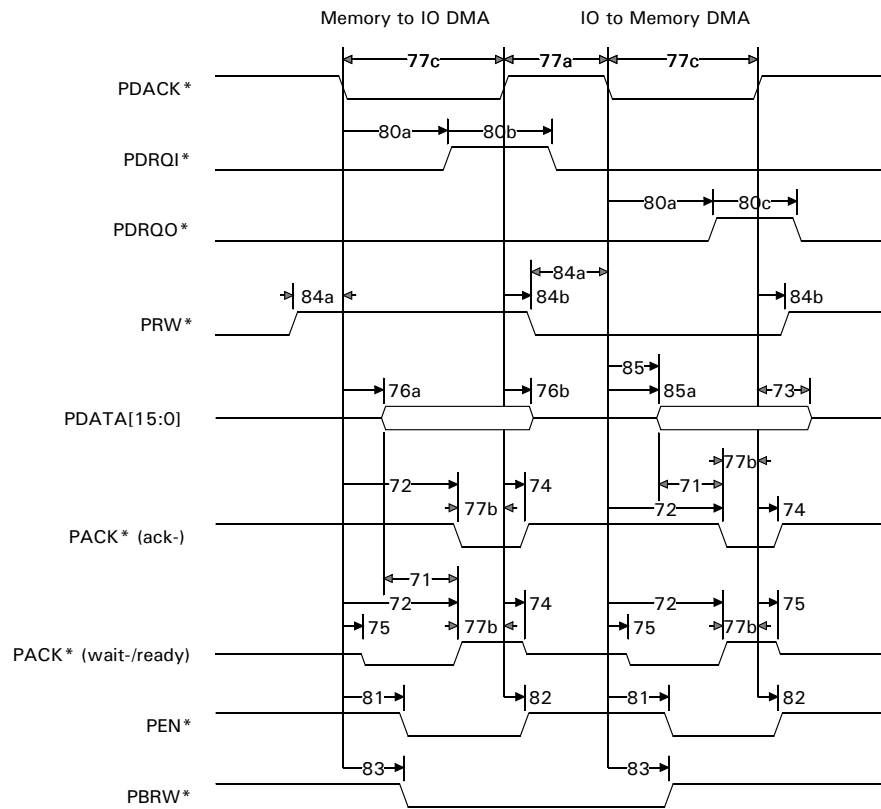 Memory to IO DMA IO to Memory DMA
77c 77a 77c
PDACK*
80a 80b
PDRQI*
80a 80c
PDRQO*
84a
84a 84b 84b
PRW*
85
76a 76b 85a 73
PDATA[15:0]
77b
72 74 71
77b 72 74
PACK* (ack-)
71
72 74 72 75
75 77b 75 77b
PACK* (wait-/ready)
81 82 81 82
PEN*
83 83
PBRW*